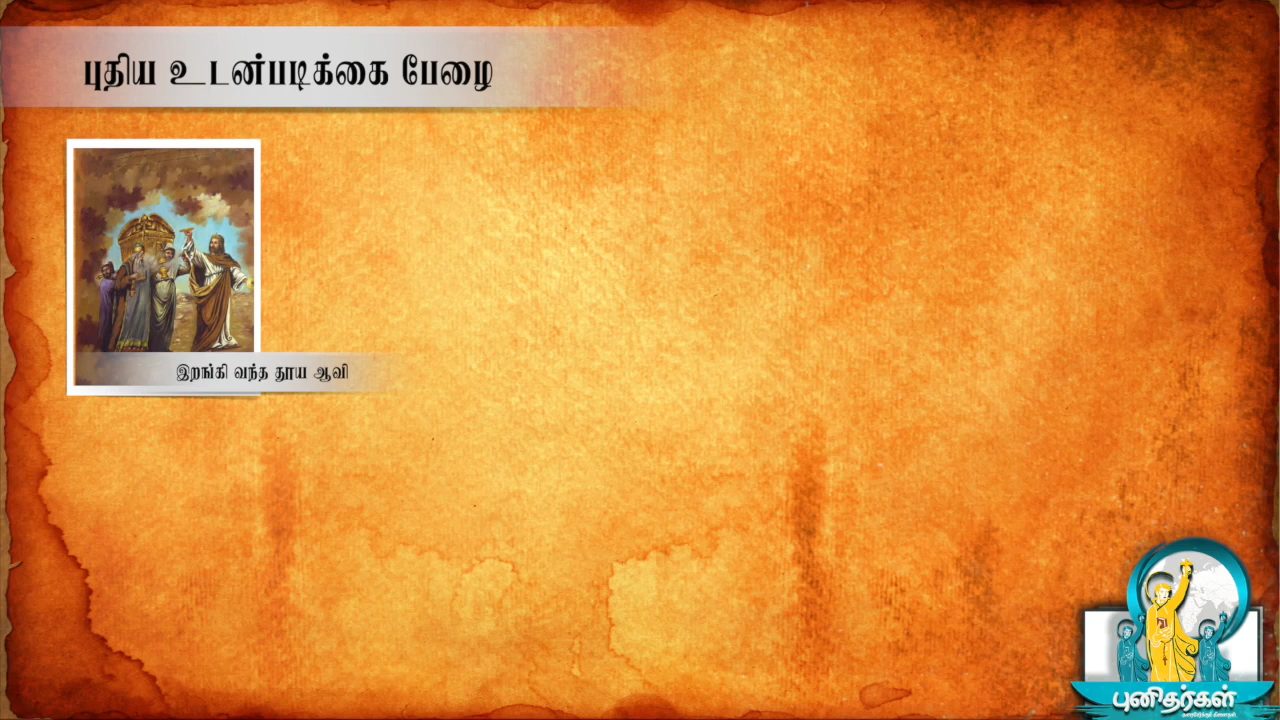 புதிய உடன்படிக்கை பேழை
இறங்கி வந்த தூய ஆவி
புனிதர்கள்